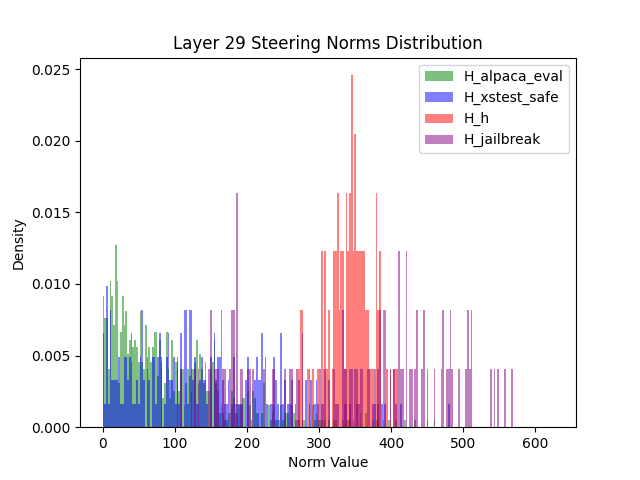 Layer 29 Steering Norms Distribution
H_alpaca_eval
H_xstest_safe
H_h
H_jailbreak
0.025
0.020
0.015
0.010
0.005
0.000
Density
0
100
200
300
400
500
600
Norm Value